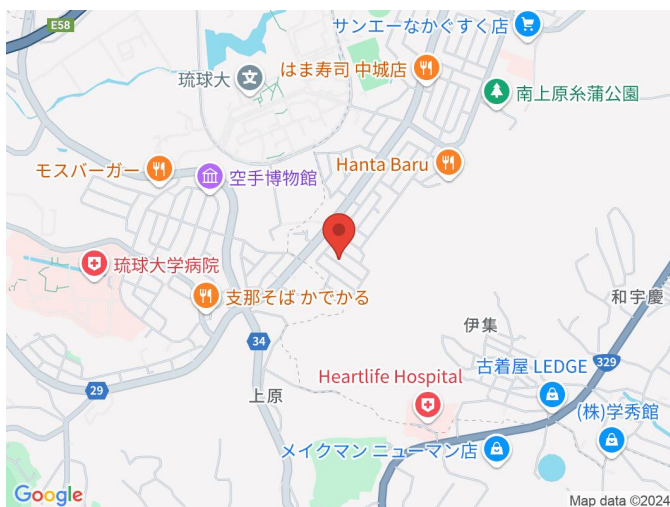 E58
サンエーなかぐすく店
琉球大
はま寿司 中城店
南上原糸蒲公園
モスバーガー
空手博物館
Hanta Baru
琉球大学病院
支那そば かでかる
和宇慶
伊集
34
329
古着屋 LEDGE
29
上原
Heartlife Hospital
(株)学秀館
メイクマン ニューマン店
Google
Map data ©2024